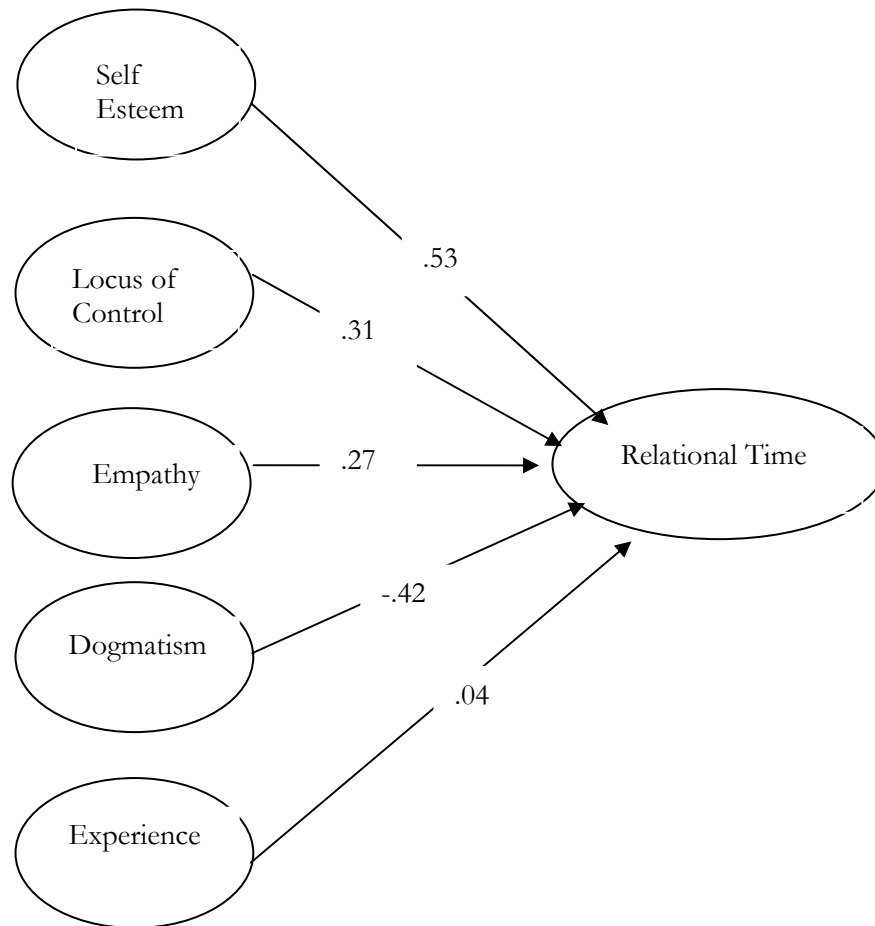 Self
Esteem
.53
Locus of
Control
.31
Relational Time
Empathy
.27
-.42
Dogmatism
.04
Experience